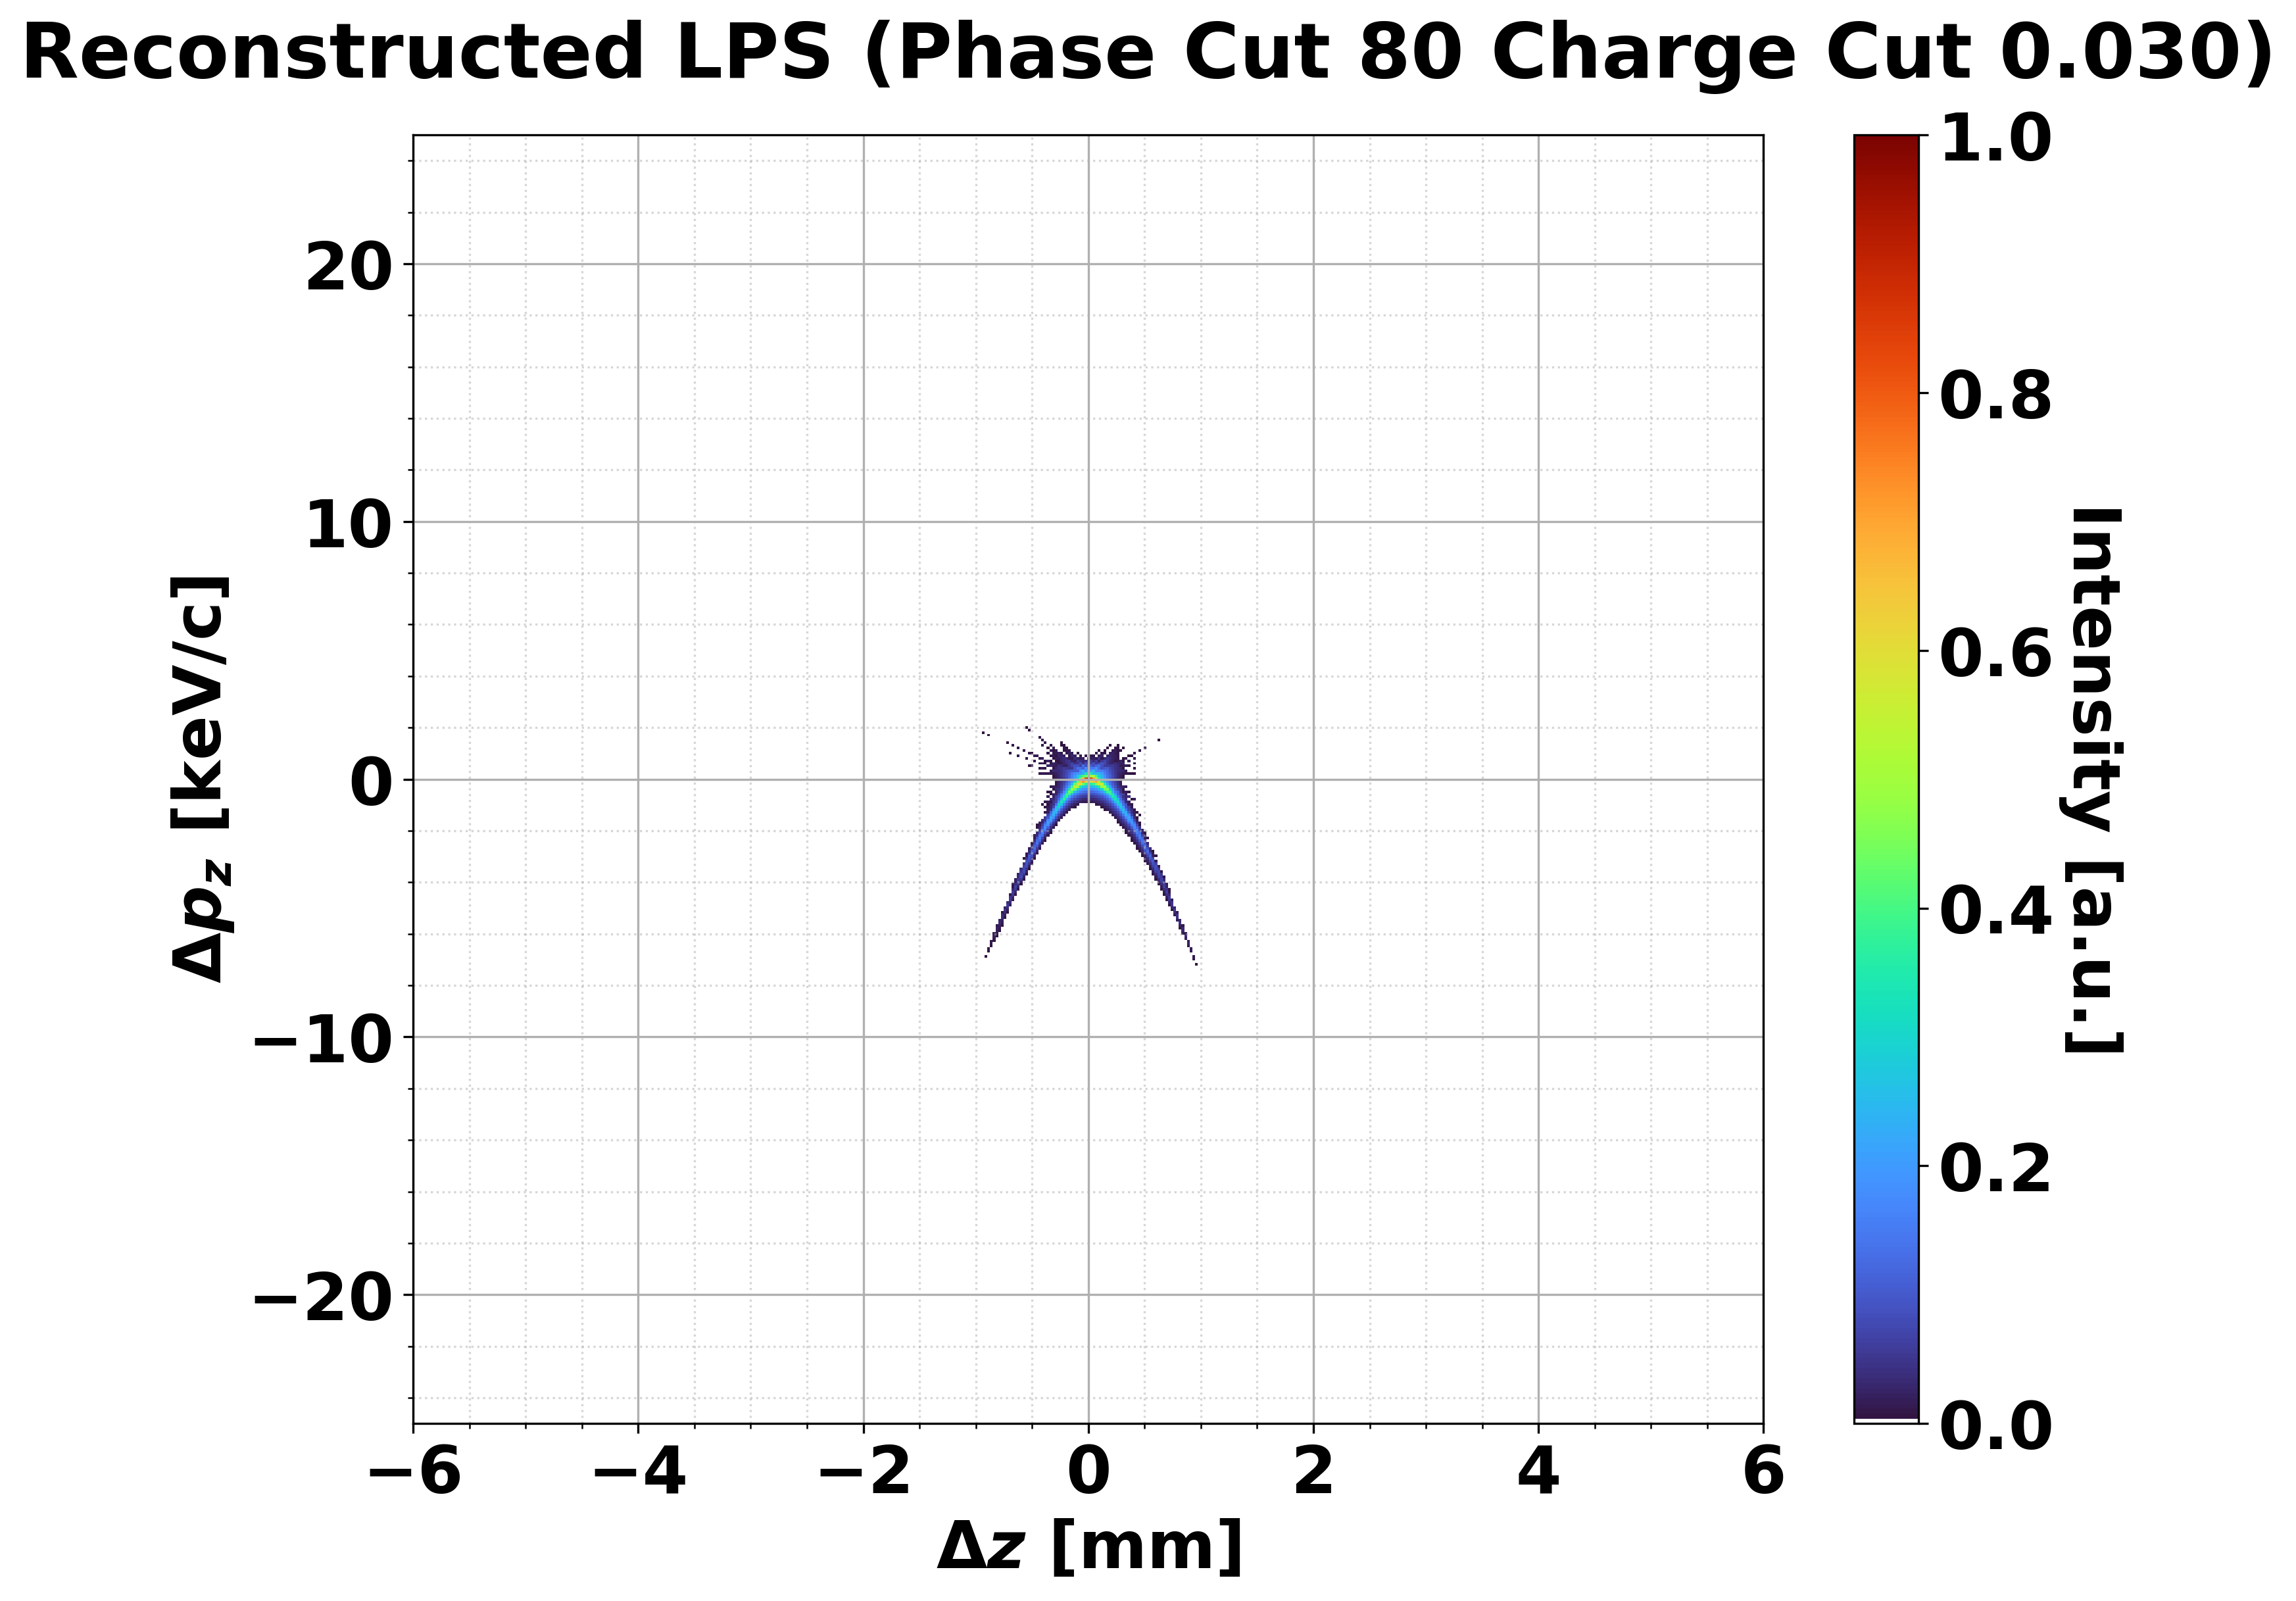 Reconstructed LPS (Phase Cut 80 Charge Cut 0.030)
1.0
0.8
0.6
0.4
0.2
0.0
Intensity [a.u.]
20
10
0
−10
−20
Δp_z [keV/c]
−6 −4 −2 0 2 4 6
Δz [mm]